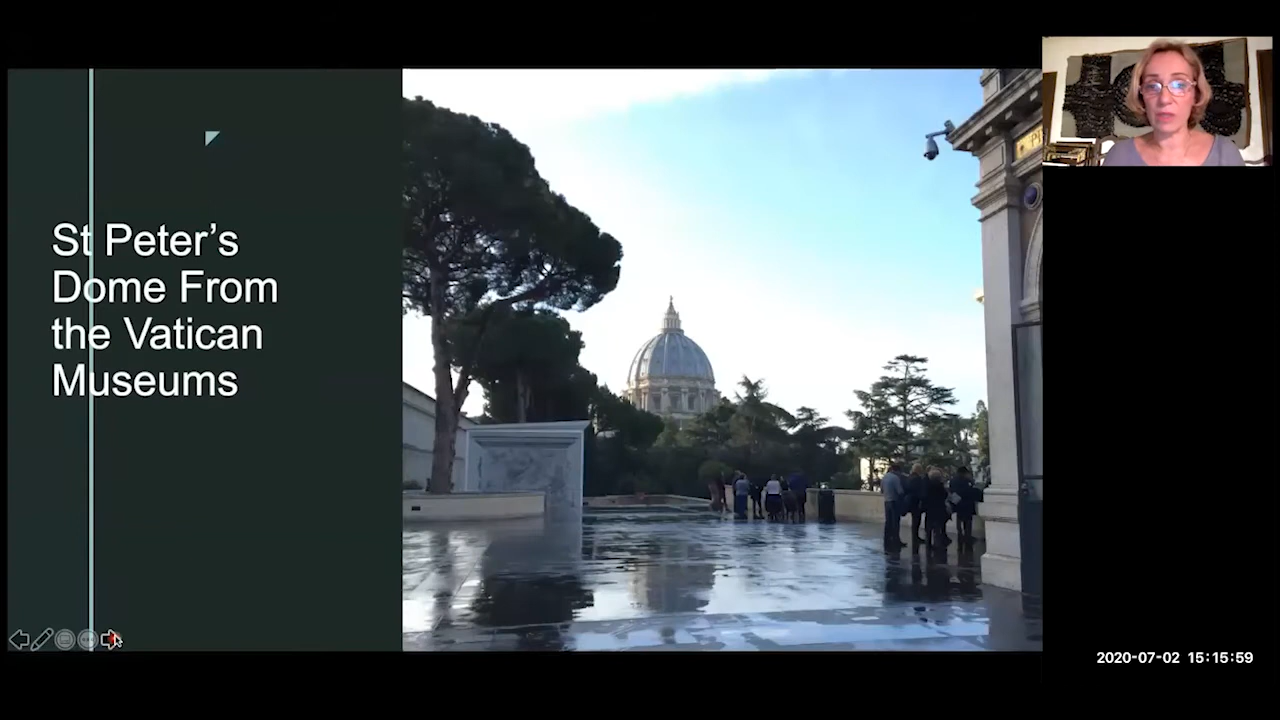 St Peter’s
Dome From
the Vatican
Museums
2020-07-02 15:15:59